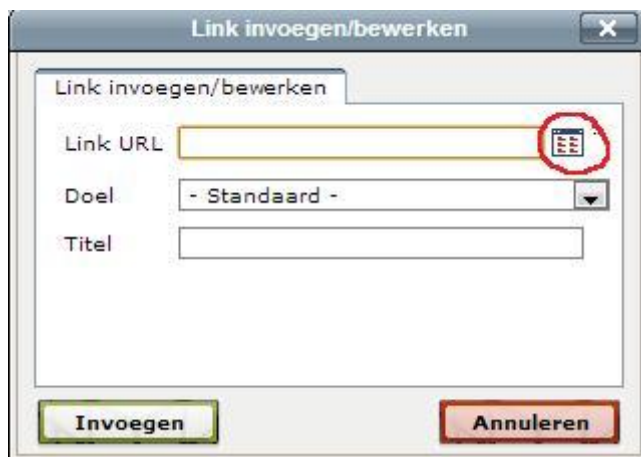 Link invoegen/bewerken
Link invoegen/bewerken
Link URL
Doel - Standaard -
Titel
Invoegen Annuleren